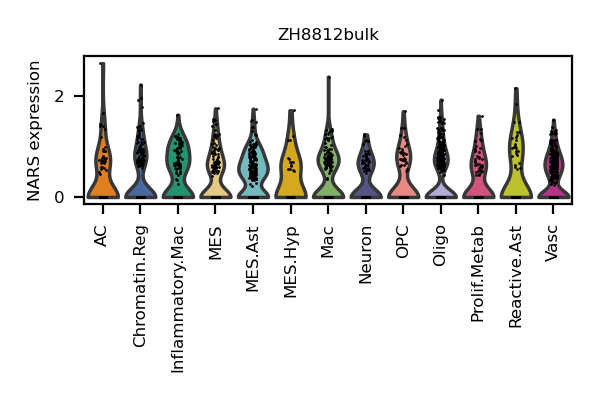 ZH8812bulk
NARS expression
2
0
AC
Chromatin.Reg
Inflammatory.Mac
MES
MES.Ast
MES.Hyp
Mac
Neuron
OPC
Oligo
Prolif.Metab
Reactive.Ast
Vasc